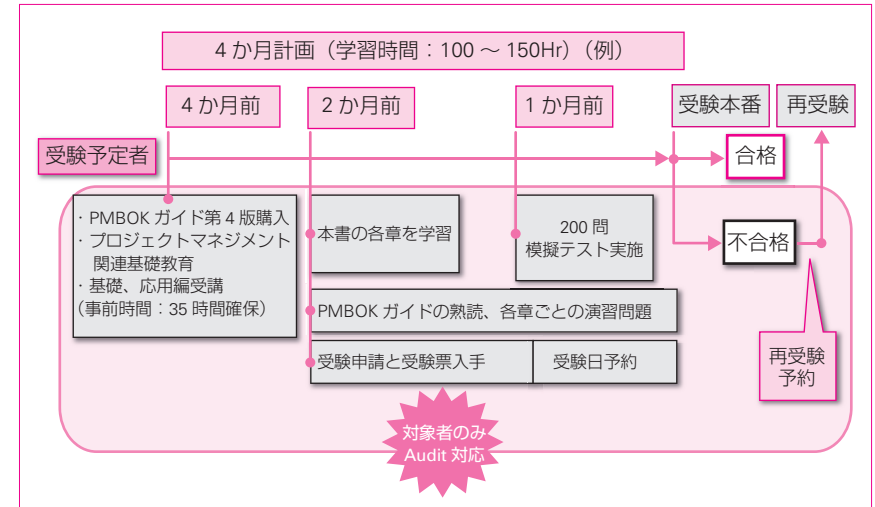 4か月計画（学習時間：100～150Hr）（例）
4か月前
2か月前
1か月前
受験本番
再受験
受験予定者
合格
・PMBOKガイド第4版購入
・プロジェクトマネジメント
関連基礎教育
・基礎、応用編受講
（事前時間：35時間確保）
本書の各章を学習
200問
模擬テスト実施
不合格
PMBOKガイドの熟読、各章ごとの演習問題
受験申請と受験票入手
受験日予約
再受験
予約
対象者のみ
Audit対応